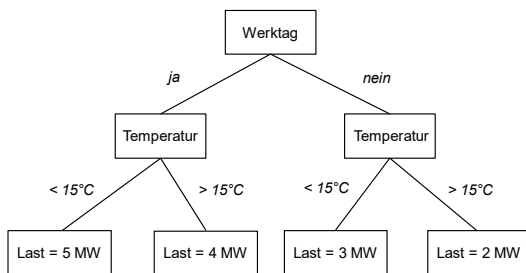 Werktag
ja
nein
Temperatur
Temperatur
< 15°C
> 15°C
< 15°C
> 15°C
Last = 5 MW
Last = 4 MW
Last = 3 MW
Last = 2 MW